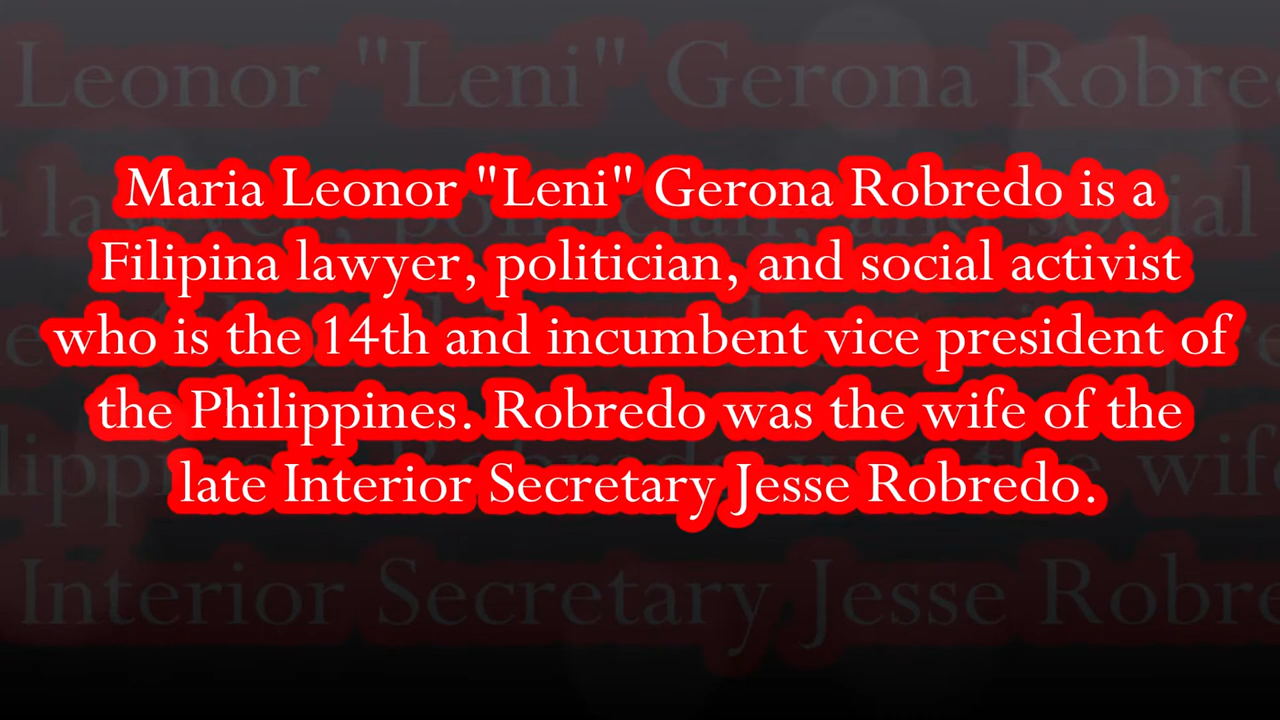 Maria Leonor "Leni" Gerona Robredo is a
Filipina lawyer, politician, and social activist
who is the 14th and incumbent vice president of
the Philippines. Robredo was the wife of the
late Interior Secretary Jesse Robredo.